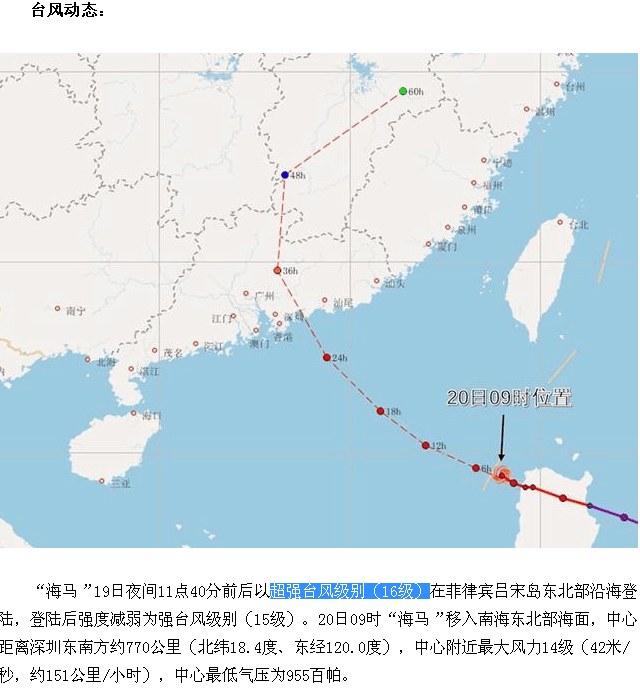 台风动态：
台州
60h
温州
宁德
48h
福州
莆田
台北
泉州
厦门
36h
汕头
广州
汕尾
南宁
江门
深圳
香港
澳门
阳江
茂名
24h
北海
湛江
20日09时位置
18h
海口
12h
6h
三亚
“海马 ”19日夜间11点40分前后以超强台风级别（16级）在菲律宾吕宋岛东北部沿海登
陆，登陆后强度减弱为强台风级别（15级）。20日09时“海马 ”移入南海东北部海面，中心
距离深圳东南方约770公里（北纬18.4度、东经120.0度），中心附近最大风力14级（42米/
秒，约151公里/小时），中心最低气压为955百帕。